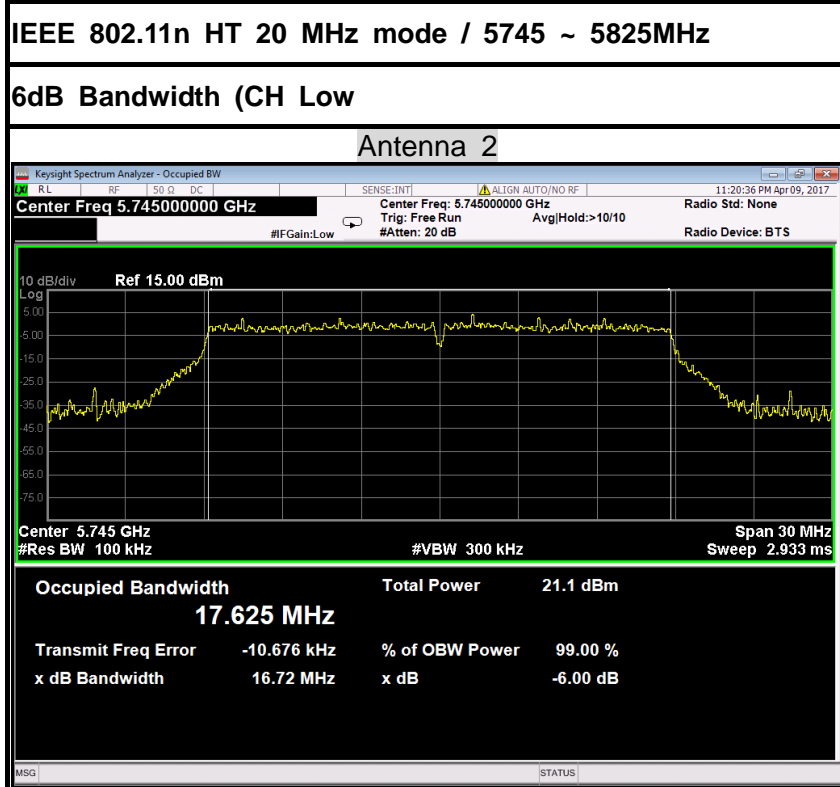 IEEE 802.11n HT 20 MHz mode / 5745 ~ 5825MHz
6dB Bandwidth (CH Low
Antenna 2
Keysight Spectrum Analyzer - Occupied BW
LXI RL RF 50 Ω DC SENSE:INT ALIGN AUTO/NO RF 11:20:36 PM Apr 09, 2017
Center Freq 5.745000000 GHz Center Freq: 5.745000000 GHz Radio Std: None
Trig: Free Run Avg|Hold:>10/10
#IFGain:Low #Atten: 20 dB Radio Device: BTS
10 dB/div Ref 15.00 dBm
Log
5.00
-5.00
-15.0
-25.0
-35.0
-45.0
-55.0
-65.0
-75.0
Center 5.745 GHz Span 30 MHz
#Res BW 100 kHz #VBW 300 kHz Sweep 2.933 ms
Occupied Bandwidth Total Power 21.1 dBm
17.625 MHz
Transmit Freq Error -10.676 kHz % of OBW Power 99.00 %
x dB Bandwidth 16.72 MHz x dB -6.00 dB
MSG STATUS